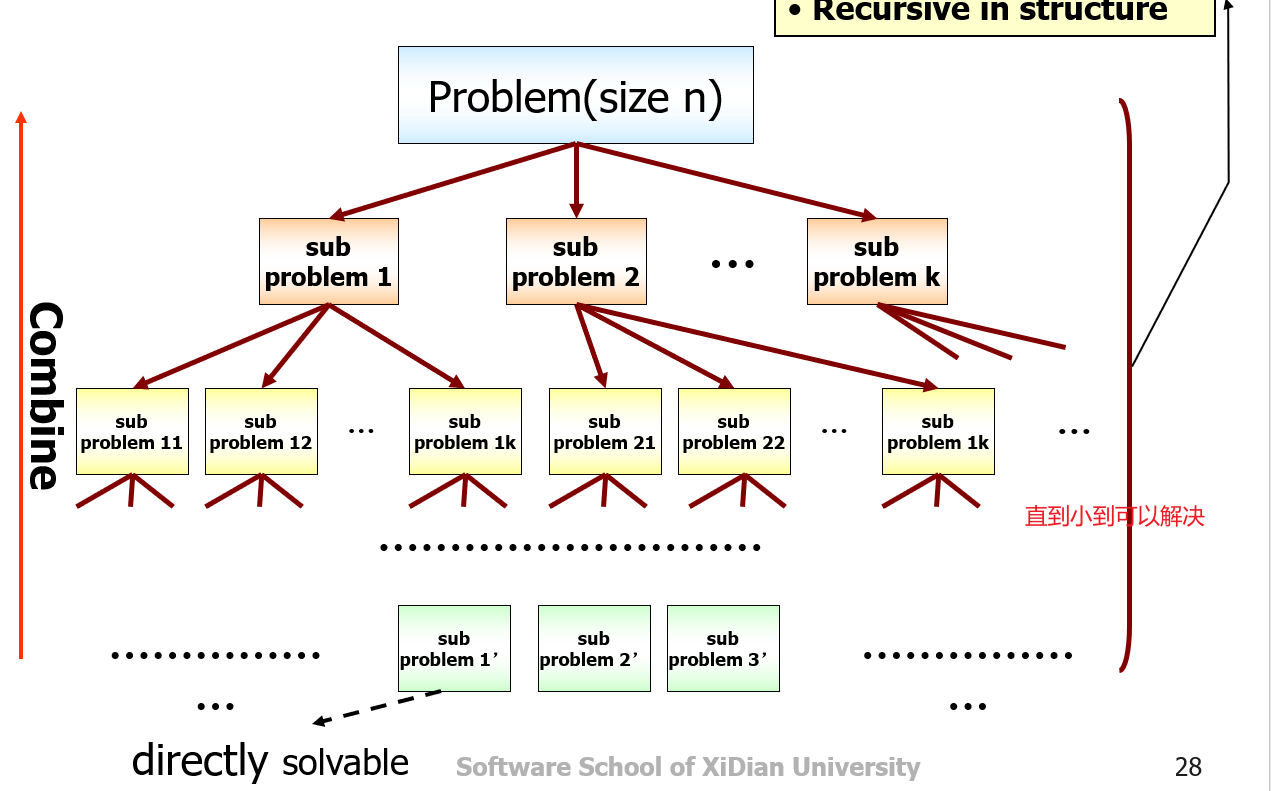 • Recursive in structure
Problem(size n)
sub
problem 1
sub
problem 2
...
sub
problem k
Combine
sub
problem 11
sub
problem 12
...
sub
problem 1k
sub
problem 21
sub
problem 22
...
sub
problem 1k
...
直到小到可以解决
sub
problem 1’
sub
problem 2’
sub
problem 3’
...
...
directly solvable
Software School of XiDian University
28